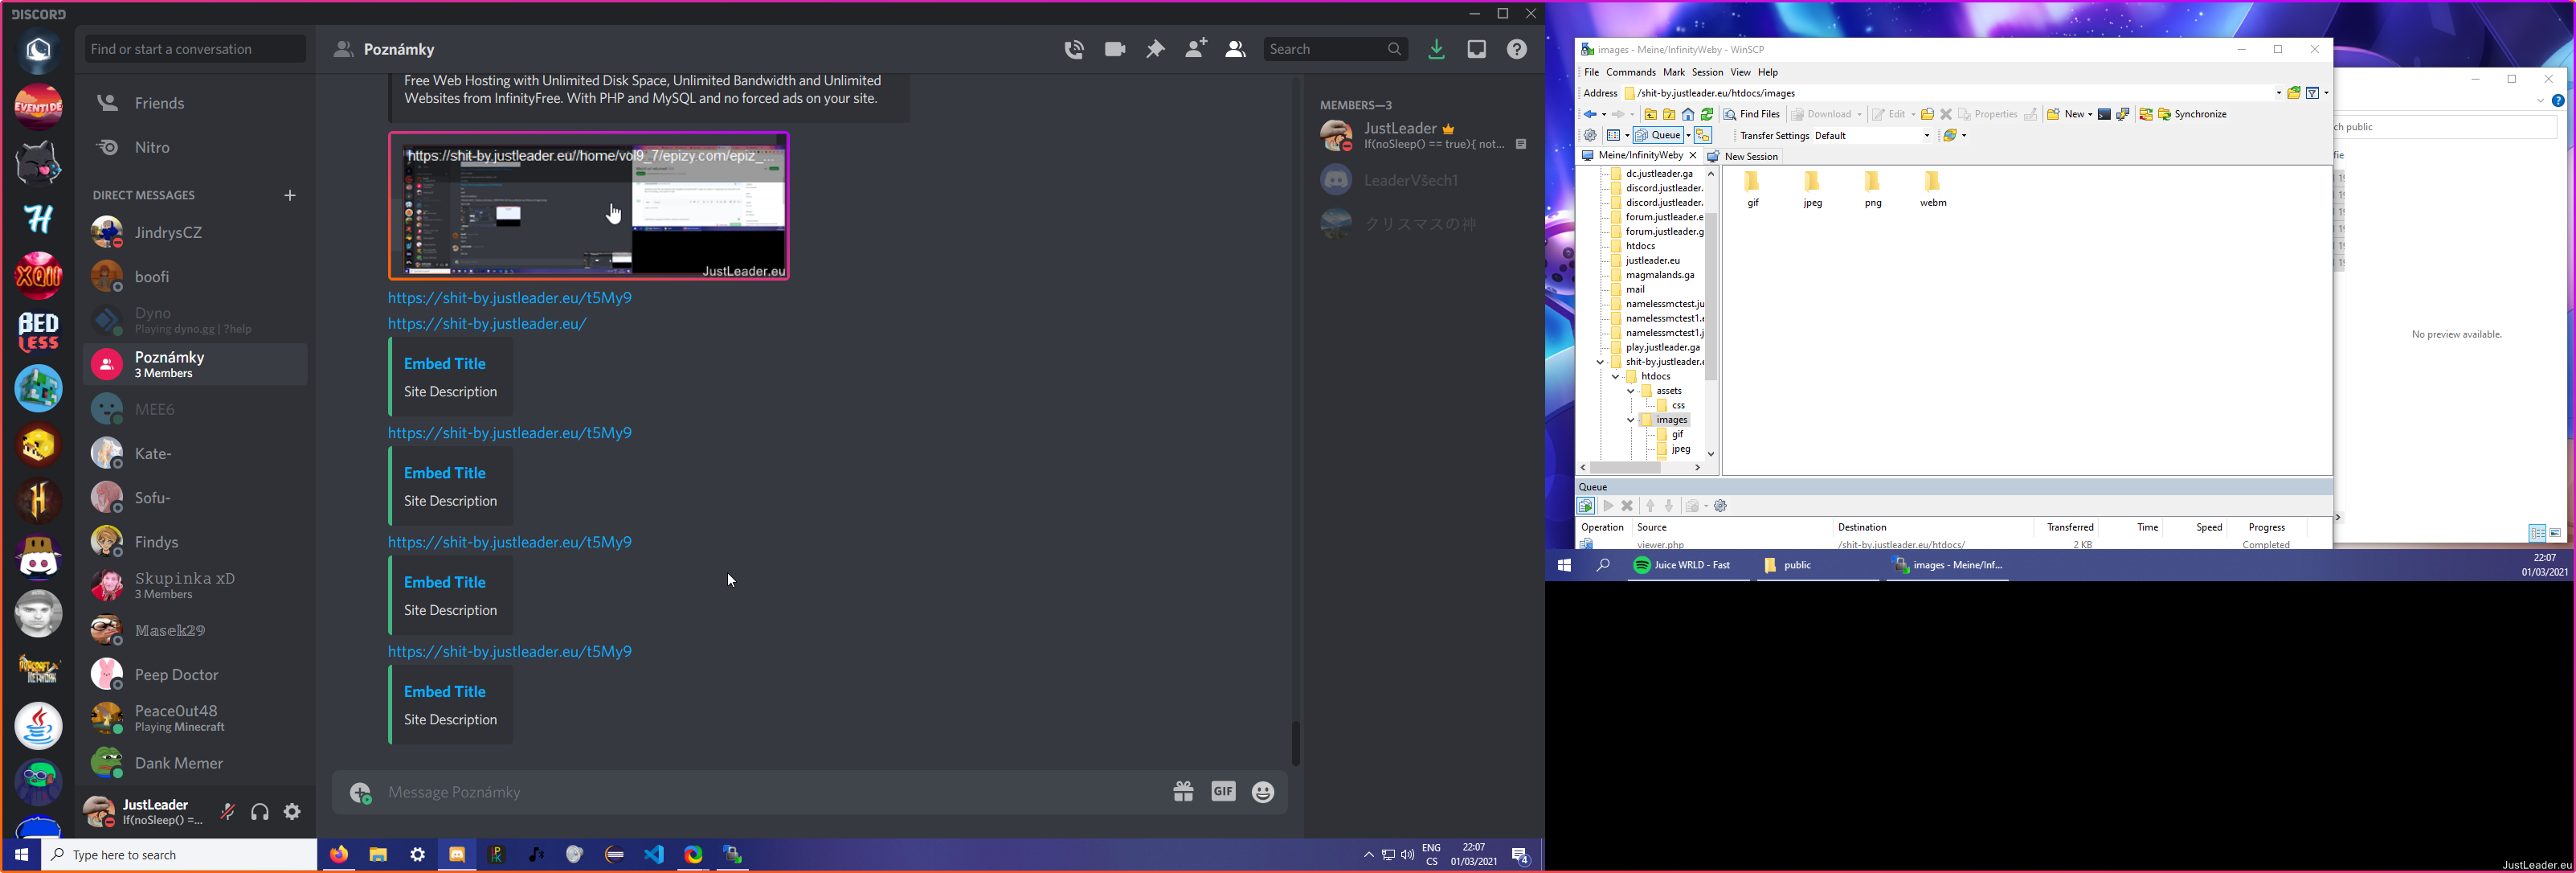 DISCORD
Find or start a conversation
Friends
Nitro
DIRECT MESSAGES
JindrysCZ
boofi
Dyno
Playing dyno.gg | ?help
Poznámky
3 Members
MEE6
Kate-
Sofu-
Findys
Skupinka xD
3 Members
Masek29
Peep Doctor
PeaceOut48
Playing Minecraft
Dank Memer
JustLeader
If(noSleep() =...
EVENTIDE
XQII
BED
LESS
Poznámky
Search
Free Web Hosting with Unlimited Disk Space, Unlimited Bandwidth and Unlimited
Websites from InfinityFree. With PHP and MySQL and no forced ads on your site.
https://shit-by.justleader.eu//home/vol9_7/epizy.com/epiz_...
JustLeader.eu
https://shit-by.justleader.eu/t5My9
https://shit-by.justleader.eu/
Embed Title
Site Description
https://shit-by.justleader.eu/t5My9
Embed Title
Site Description
https://shit-by.justleader.eu/t5My9
Embed Title
Site Description
https://shit-by.justleader.eu/t5My9
Embed Title
Site Description
Message Poznámky
GIF
MEMBERS—3
JustLeader
If(noSleep() == true){ not...
LeaderVšech1
クリスマスの神
Type here to search
ENG
CS
22:07
01/03/2021
4
images - Meine/InfinityWeby - WinSCP
File Commands Mark Session View Help
Address /shit-by.justleader.eu/htdocs/images
Find Files Download Edit Properties New Synchronize
Queue Transfer Settings Default
Meine/InfinityWeby New Session
dc.justleader.ga
discord.justleader.
discord.justleader.
forum.justleader.e
forum.justleader.g
htdocs
justleader.eu
magmalands.ga
mail
namelessmctest.ju
namelessmctest1.e
namelessmctest1.j
play.justleader.ga
shit-by.justleader.e
htdocs
assets
css
images
gif
jpeg
gif jpeg png webm
Queue
Operation Source Destination Transferred Time Speed Progress
viewer.php /shit-by.justleader.eu/htdocs/ 2 KB Completed
ch public
fie
No preview available.
Juice WRLD - Fast
public
images - Meine/Inf...
22:07
01/03/2021
JustLeader.eu